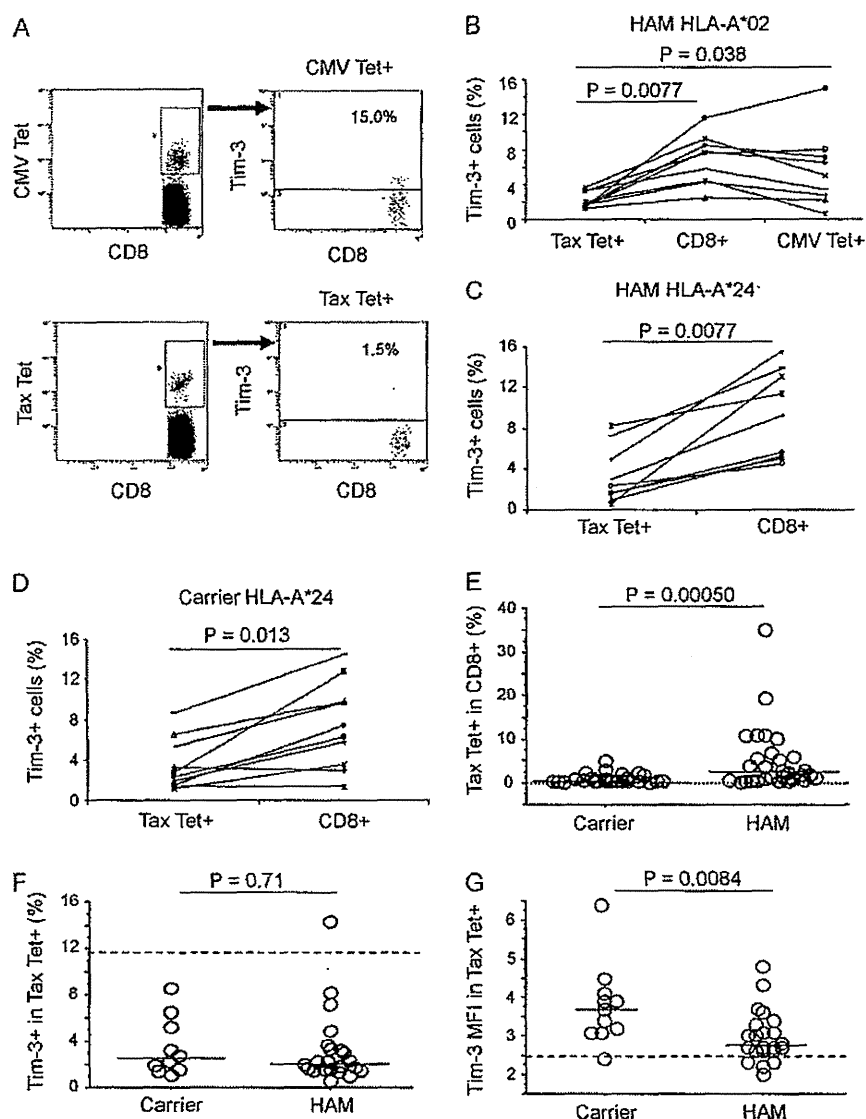 A
CMV Tet+
15.0%
CMV Tet
Tim-3
CD8
CD8
Tax Tet+
1.5%
Tax Tet
Tim-3
CD8
CD8
B
HAM HLA-A*02
P = 0.038
P = 0.0077
16
12
8
4
0
Tim-3+ cells (%)
Tax Tet+
CD8+
CMV Tet+
C
HAM HLA-A*24
P = 0.0077
16
12
8
4
0
Tim-3+ cells (%)
Tax Tet+
CD8+
D
Carrier HLA-A*24
P = 0.013
16
12
8
4
0
Tim-3+ cells (%)
Tax Tet+
CD8+
E
P = 0.00050
40
30
20
10
0
Tax Tet+ in CD8+ (%)
Carrier
HAM
F
P = 0.71
16
12
8
4
0
Tim-3+ in Tax Tet+ (%)
Carrier
HAM
G
P = 0.0084
6
5
4
3
2
Tim-3 MFI in Tax Tet+
Carrier
HAM